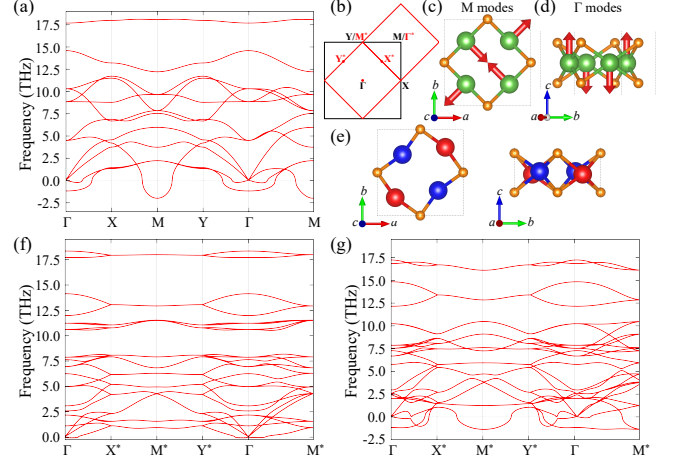 (a)
Frequency (THz)
17.5
15.0
12.5
10.0
7.5
5.0
2.5
0.0
-2.5
Γ X M Y Γ M
(b)
Y/M* M/Γ*
Y* X*
Γ X
(c) M modes
b
c a
(d) Γ modes
c
a b
(e)
b
c a
c
a b
(f)
Frequency (THz)
17.5
15.0
12.5
10.0
7.5
5.0
2.5
0.0
Γ X* M* Y* Γ M*
(g)
Frequency (THz)
17.5
15.0
12.5
10.0
7.5
5.0
2.5
0.0
-2.5
Γ X* M* Y* Γ M*